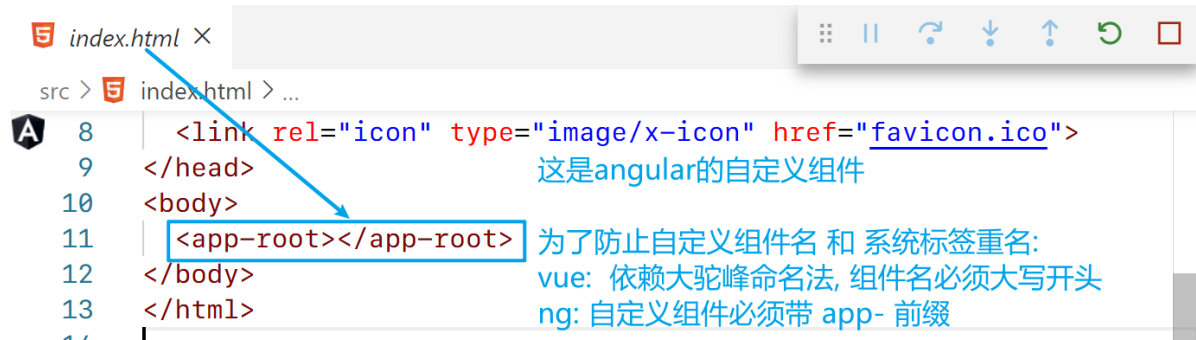 index.html
src > index.html > ...
8 <link rel="icon" type="image/x-icon" href="favicon.ico">
9 </head>
这是angular的自定义组件
10 <body>
11 <app-root></app-root>
为了防止自定义组件名 和 系统标签重名:
12 </body>
vue: 依赖大驼峰命名法, 组件名必须大写开头
13 </html>
ng: 自定义组件必须带 app- 前缀